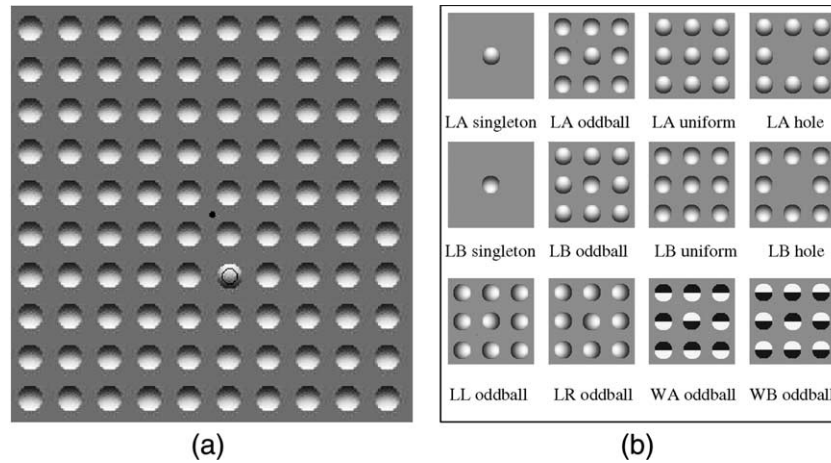 LA singleton LA oddball LA uniform LA hole
LB singleton LB oddball LB uniform LB hole
LL oddball LR oddball WA oddball WB oddball
(a) (b)